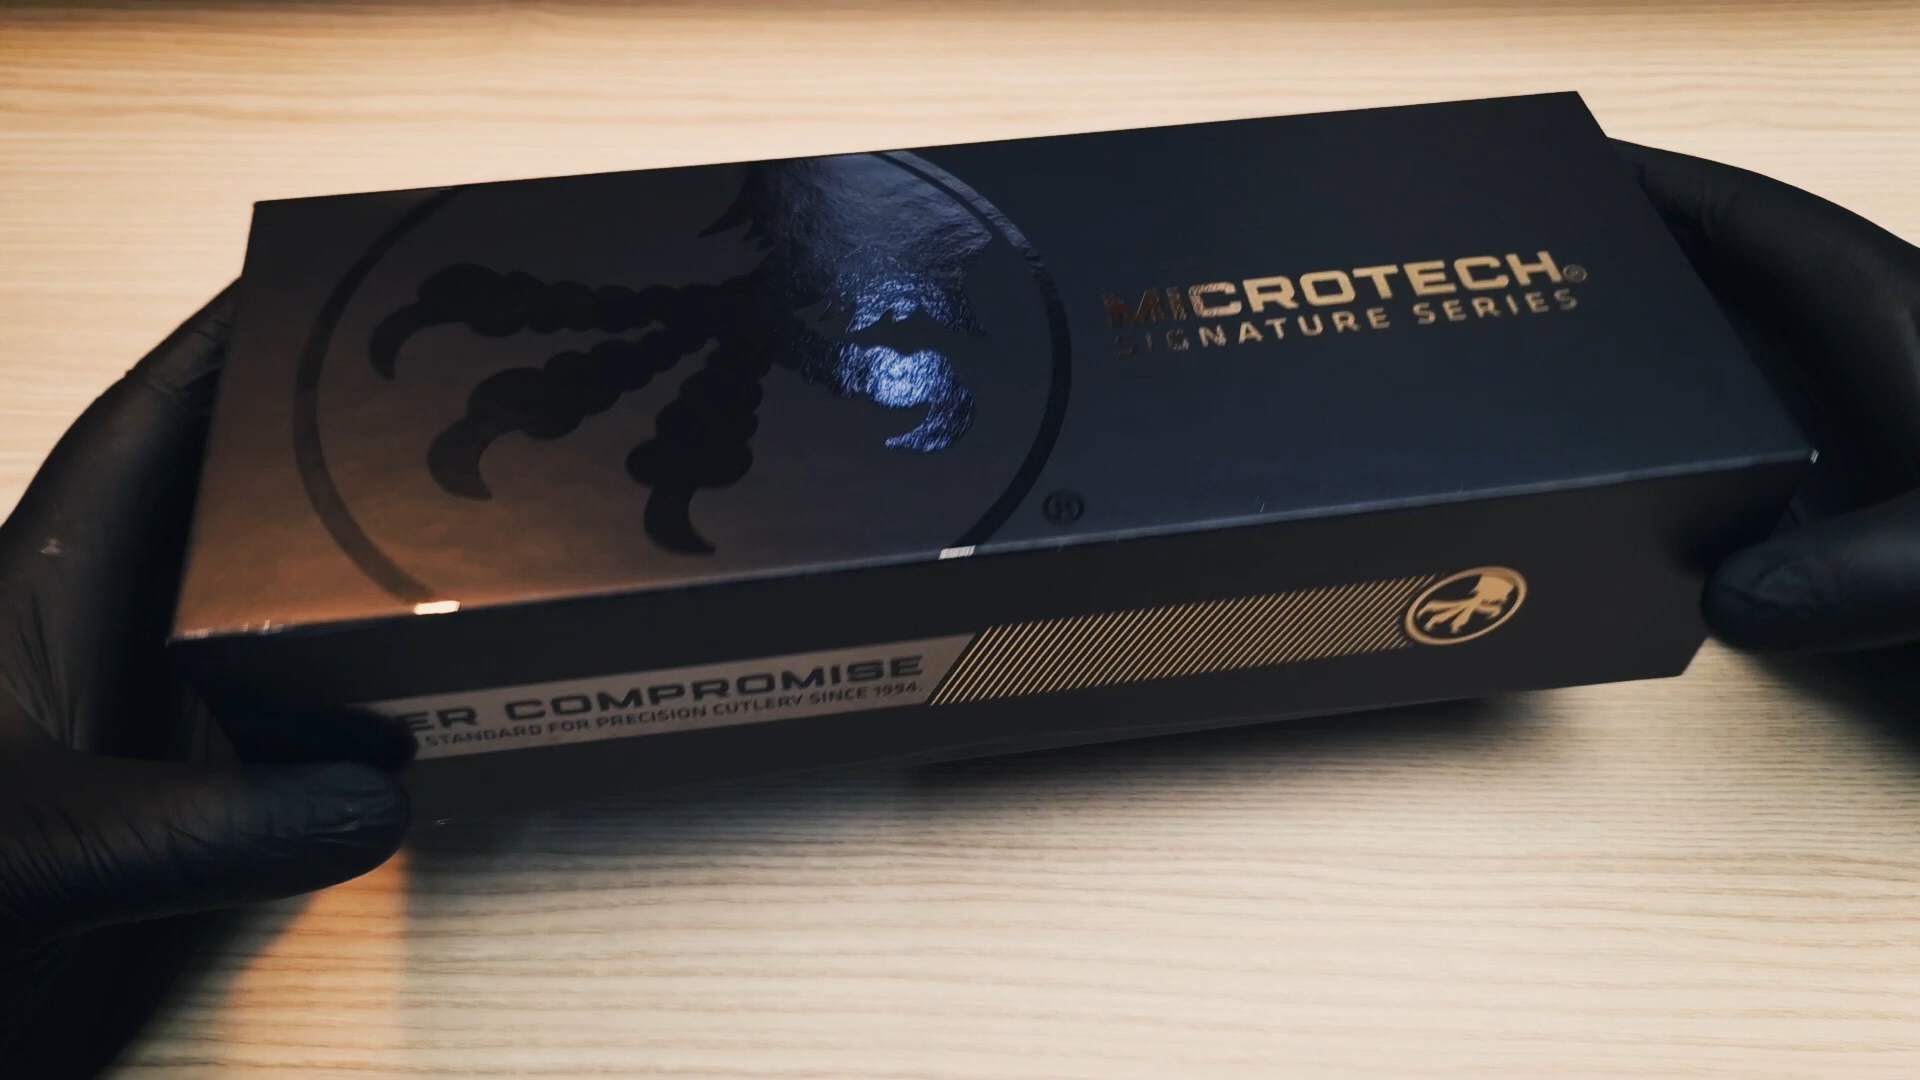 MICROTECH®
SIGNATURE SERIES
®
ER COMPROMISE
STANDARD FOR PRECISION CUTLERY SINCE 1994.